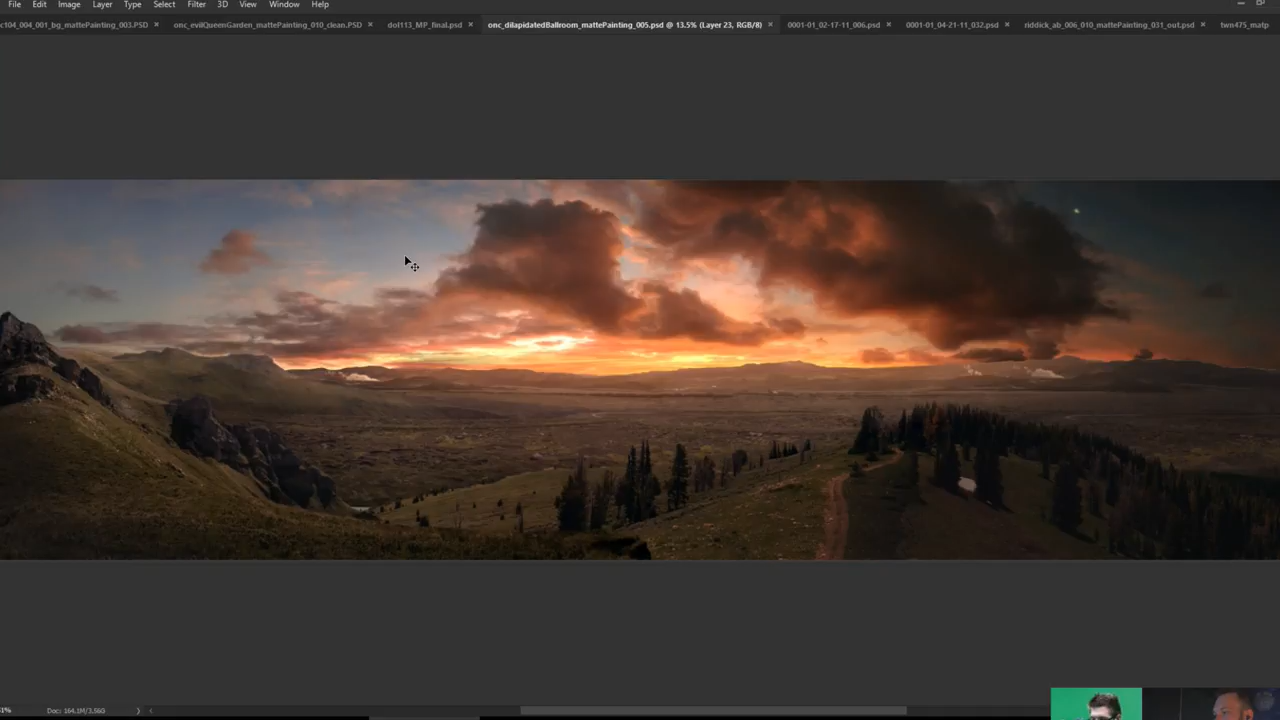 File Edit Image Layer Type Select Filter 3D View Window Help
c104_004_001_bg_mattePainting_003.PSD × onc_evilQueenGarden_mattePainting_010_clean.PSD × dol113_MP_final.psd × onc_dilapidatedBallroom_mattePainting_005.psd @ 13.5% (Layer 23, RGB/8) × 0001-01_02-17-11_006.psd × 0001-01_04-21-11_032.psd × riddick_ab_006_010_mattePainting_031_out.psd × twn475_matp
Doc: 164.1M/3.56G